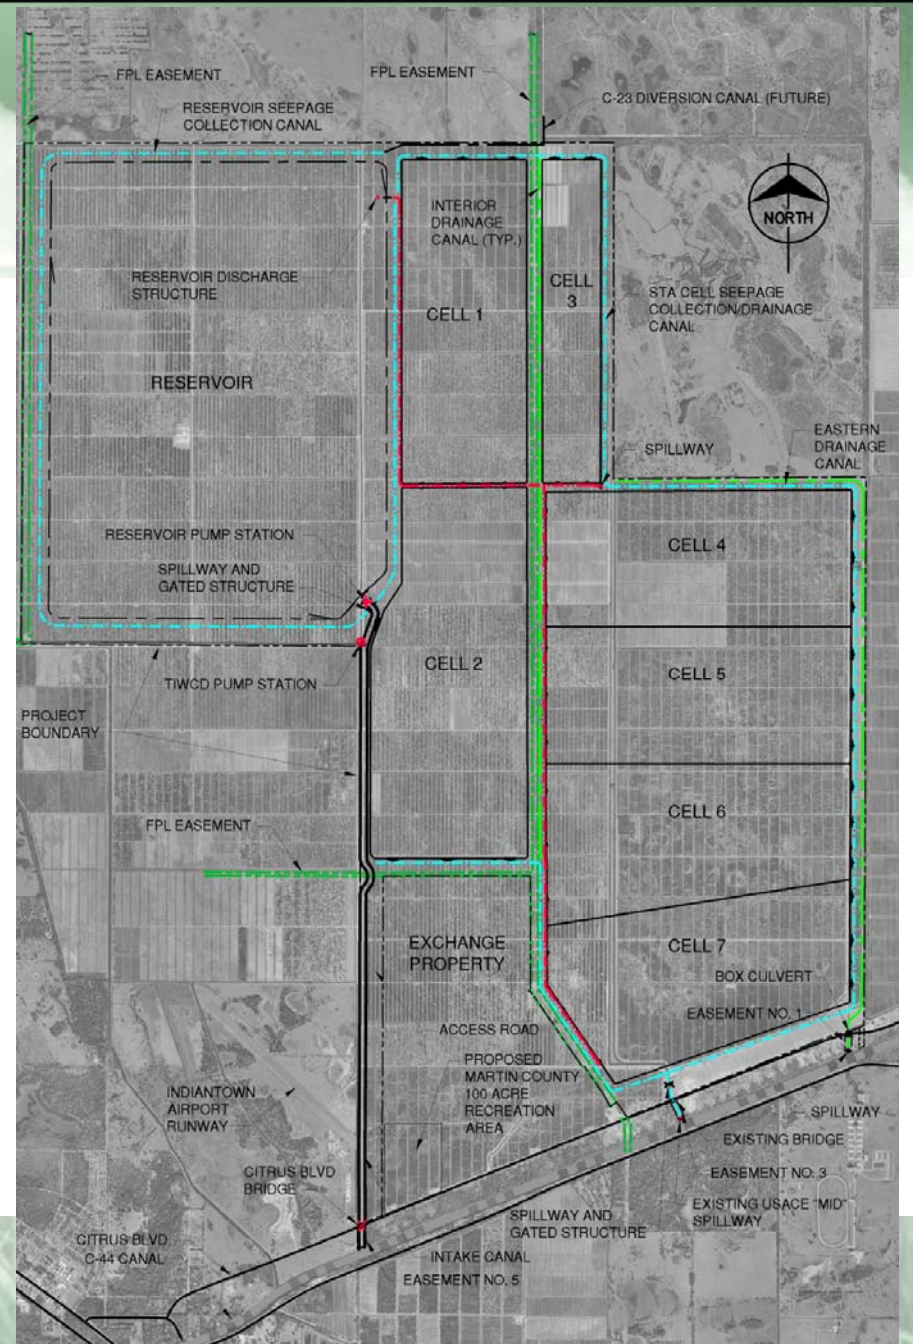 FPL EASEMENT
FPL EASEMENT
C-23 DIVERSION CANAL (FUTURE)
RESERVOIR SEEPAGE
COLLECTION CANAL
NORTH
INTERIOR
DRAINAGE
CANAL (TYP.)
RESERVOIR DISCHARGE
STRUCTURE
CELL
3
STA CELL SEEPAGE
COLLECTION/DRAINAGE
CANAL
CELL 1
RESERVOIR
EASTERN
DRAINAGE
CANAL
SPILLWAY
RESERVOIR PUMP STATION
SPILLWAY AND
GATED STRUCTURE
CELL 4
CELL 2
CELL 5
TIWCD PUMP STATION
PROJECT
BOUNDARY
CELL 6
FPL EASEMENT
EXCHANGE
PROPERTY
CELL 7
BOX CULVERT
EASEMENT NO. 1
ACCESS ROAD
PROPOSED
MARTIN COUNTY
100 ACRE
RECREATION
AREA
INDIANTOWN
AIRPORT
RUNWAY
SPILLWAY
EXISTING BRIDGE
CITRUS BLVD
BRIDGE
EASEMENT NO. 3
EXISTING USACE "MID"
SPILLWAY
SPILLWAY AND
GATED STRUCTURE
CITRUS BLVD
C-44 CANAL
INTAKE CANAL
EASEMENT NO. 5